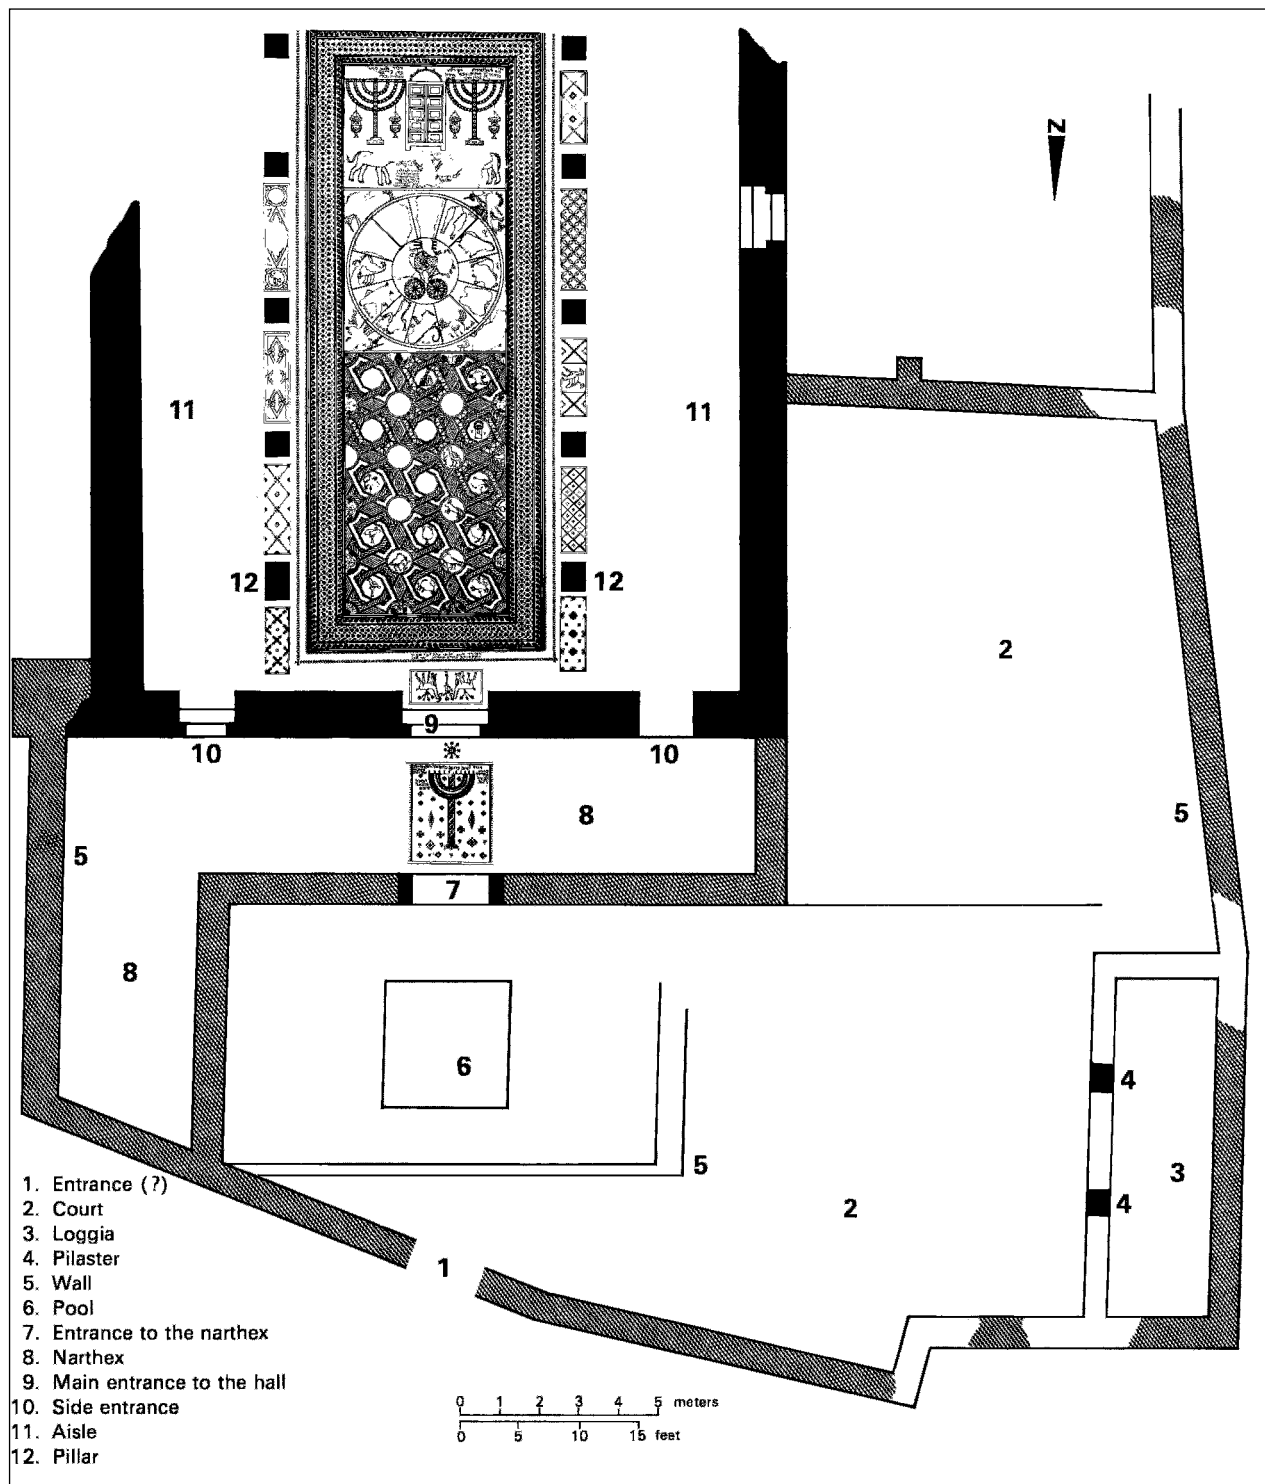 N
11
11
12
12
2
9
10
10
8
5
5
7
8
6
4
5
3
4
2
1
1. Entrance (?)
2. Court
3. Loggia
4. Pilaster
5. Wall
6. Pool
7. Entrance to the narthex
8. Narthex
9. Main entrance to the hall
10. Side entrance
11. Aisle
12. Pillar
0 1 2 3 4 5 meters
0 5 10 15 feet